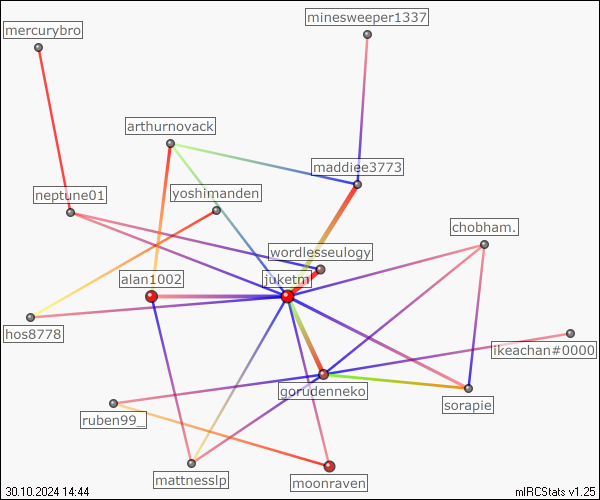 minesweeper1337
mercurybro
arthurnovack
maddiee3773
neptune01
yoshimanden
chobham.
wordlesseulogy
alan1002
juketm
hos8778
ikeachan#0000
gorudenneko
sorapie
ruben99_
mattnesslp
moonraven
30.10.2024 14:44
mIRCStats v1.25